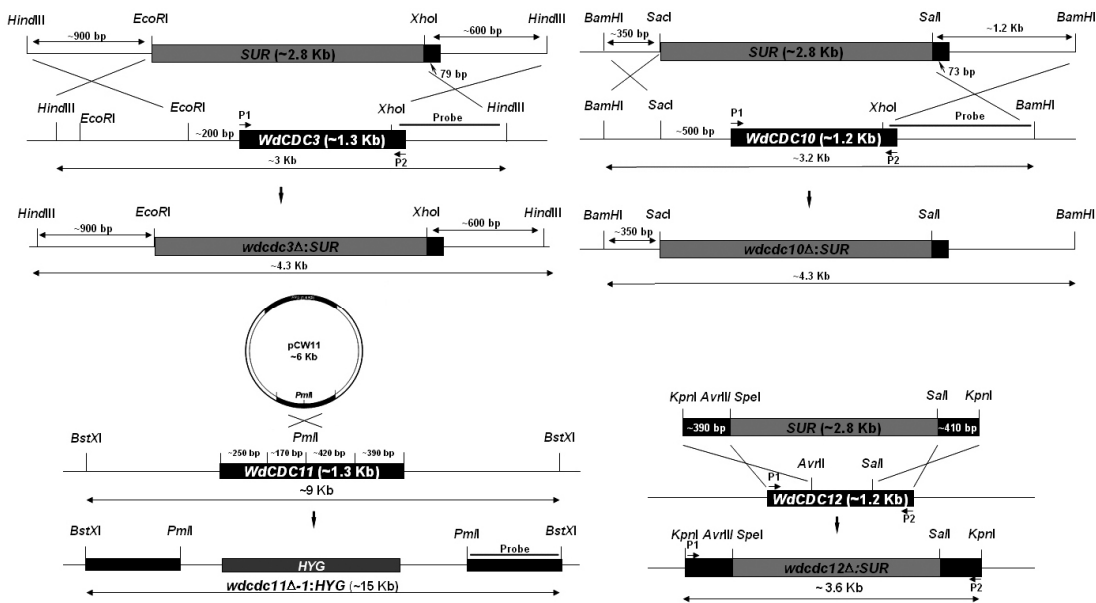 HindIII EcoRI XhoI HindIII
~900 bp ~600 bp
SUR (~2.8 Kb)
79 bp
HindIII EcoRI EcoRI XhoI HindIII
P1 Probe
~200 bp WdCDC3 (~1.3 Kb)
P2
~3 Kb
HindIII EcoRI XhoI HindIII
~900 bp ~600 bp
wdcdc3Δ:SUR
~4.3 Kb
BamHI SacI SalI BamHI
~350 bp ~1.2 Kb
SUR (~2.8 Kb)
73 bp
BamHI SacI XhoI BamHI
P1 Probe
~500 bp WdCDC10 (~1.2 Kb)
P2
~3.2 Kb
BamHI SacI SalI BamHI
~350 bp
wdcdc10Δ:SUR
~4.3 Kb
pCW11
~6 Kb
PmlI
PmlI
BstXI BstXI
~250 bp ~170 bp ~420 bp ~390 bp
WdCDC11 (~1.3 Kb)
~9 Kb
BstXI PmlI PmlI BstXI
Probe
HYG
wdcdc11Δ-1:HYG (~15 Kb)
KpnI AvrII/ SpeI SalI KpnI
~390 bp SUR (~2.8 Kb) ~410 bp
AvrII SalI
P1
WdCDC12 (~1.2 Kb)
P2
KpnI AvrII/ SpeI SalI KpnI
P1
wdcdc12Δ:SUR
P2
~ 3.6 Kb